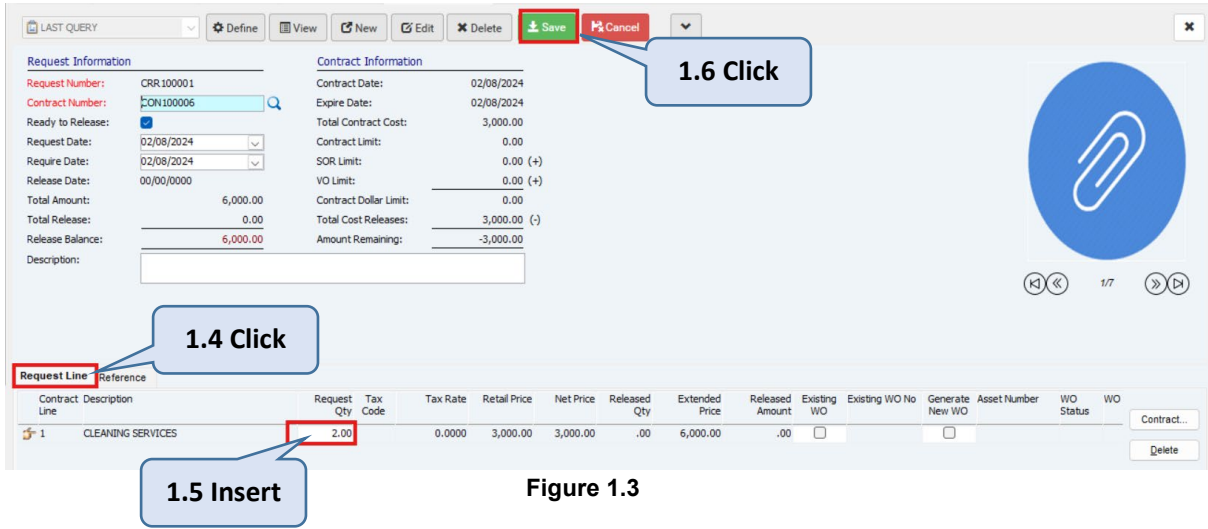 LAST QUERY Define View New Edit Delete Save Cancel
1.6 Click
Request Information Contract Information
Request Number: CRR100001 Contract Date: 02/08/2024
Contract Number: CON100006 Expire Date: 02/08/2024
Ready to Release: Total Contract Cost: 3,000.00
Request Date: 02/08/2024 Contract Limit: 0.00
Require Date: 02/08/2024 SOR Limit: 0.00 (+)
Release Date: 00/00/0000 VO Limit: 0.00 (+)
Total Amount: 6,000.00 Contract Dollar Limit: 0.00
Total Release: 0.00 Total Cost Releases: 3,000.00 (-)
Release Balance: 6,000.00 Amount Remaining: -3,000.00
Description:
1/7
1.4 Click
Request Line Reference
Contract Description Request Tax Tax Rate Retail Price Net Price Released Extended Released Existing Existing WO No Generate Asset Number WO WO
Line Qty Code Qty Price Amount WO New WO Status
Contract...
1 CLEANING SERVICES 2.00 0.0000 3,000.00 3,000.00 .00 6,000.00 .00
Delete
1.5 Insert
Figure 1.3